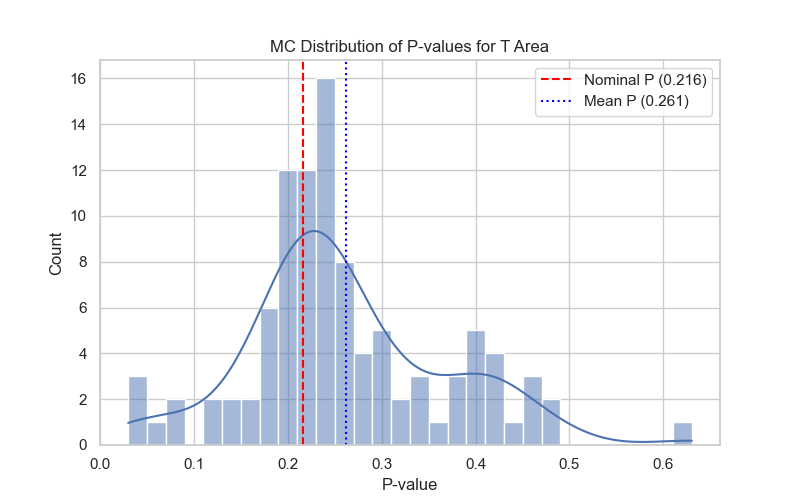 MC Distribution of P-values for T Area
Nominal P (0.216)
Mean P (0.261)
Count
16
14
12
10
8
6
4
2
0
0.0 0.1 0.2 0.3 0.4 0.5 0.6
P-value